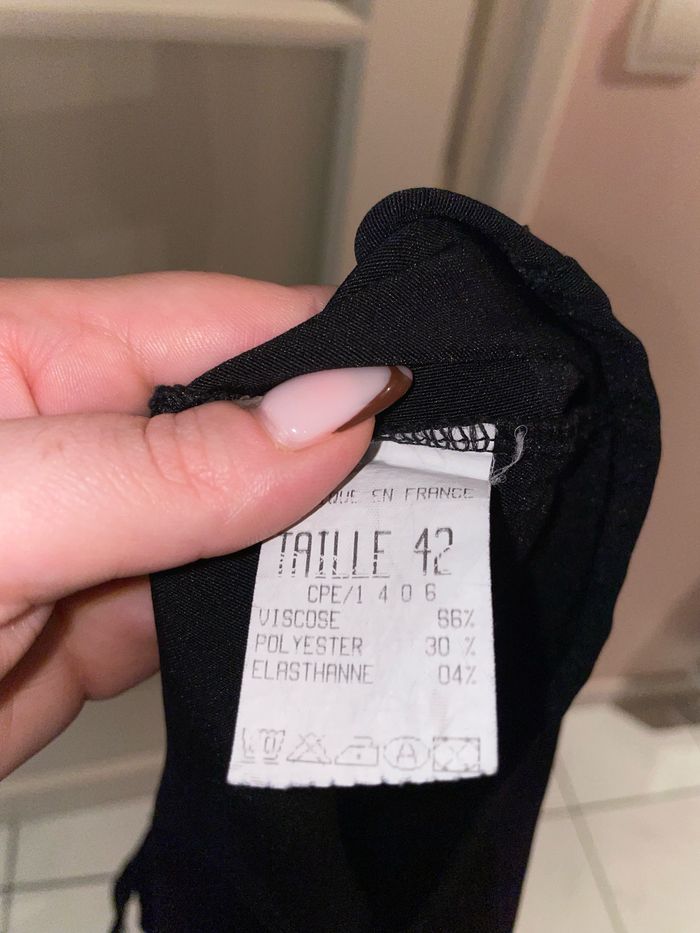 EN FRANCE
TAILLE 42
CPE/1 4 0 6
VISCOSE 66%
POLYESTER 30 %
ELASTHANNE 04%
A